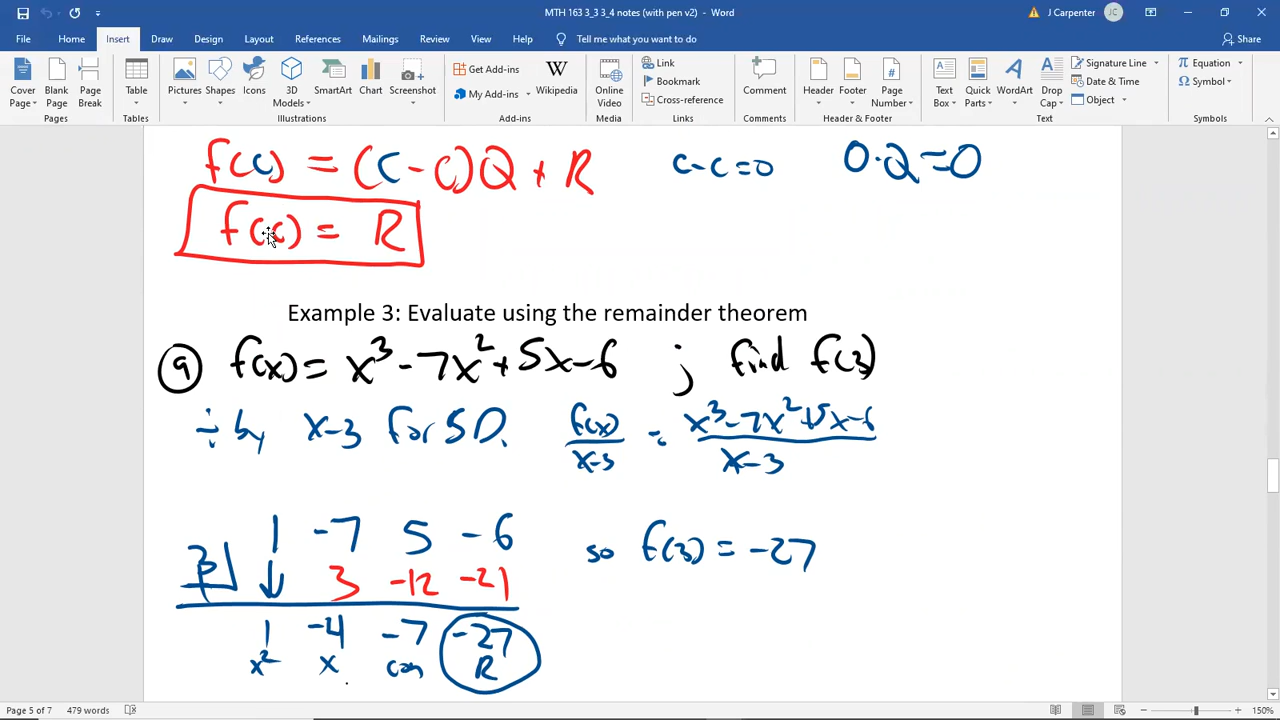 MTH 163 3_3 3_4 notes (with pen v2) - Word
J Carpenter JC
File Home Insert Draw Design Layout References Mailings Review View Help Tell me what you want to do Share
Cover Page Blank Page Page Break Table Pictures Shapes Icons 3D Models SmartArt Chart Screenshot Get Add-ins My Add-ins Wikipedia Online Video Link Bookmark Cross-reference Comment Header Footer Page Number Text Box Quick Parts WordArt Drop Cap Signature Line Date & Time Object Equation Symbol
Pages Tables Illustrations Add-ins Media Links Comments Header & Footer Text Symbols
f(c) = (c-c)Q + R c-c=0 0·Q=0
f(c) = R
Example 3: Evaluate using the remainder theorem
a f(x)= x³-7x²+5x-6 ; find f(3)
÷ by x-3 for SD. f(x)/x-3 = x³-7x²+5x-6/x-3
3 1 -7 5 -6 so f(3) = -27
3 -12 -21
1 -4 -7 -27
x² x con R
Page 5 of 7 479 words 150%